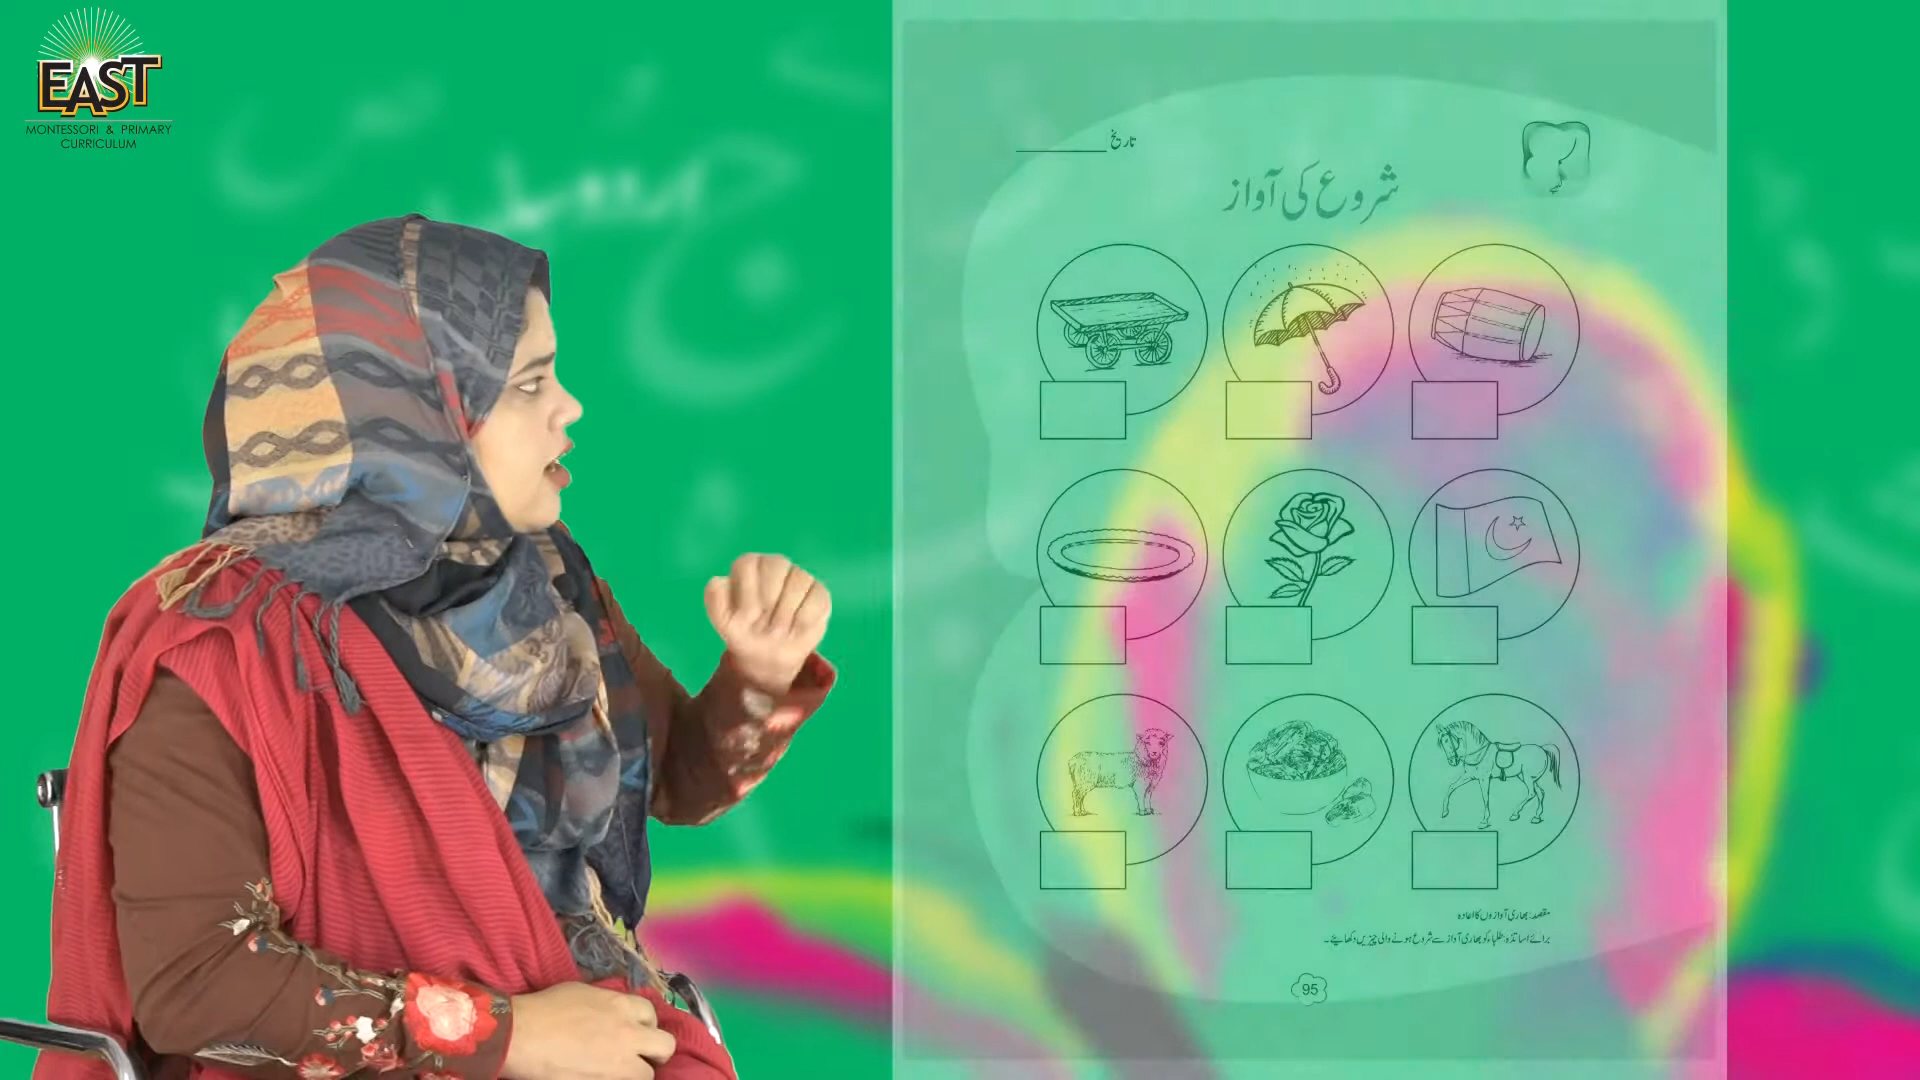 EAST
MONTESSORI & PRIMARY
CURRICULUM
تاریخ
شروع کی آواز
مقصد: بھاری آوازوں کا اعادہ
برائے اساتذہ: طلباء کو بھاری آواز سے شروع ہونے والی چیزیں دکھایئے۔
95